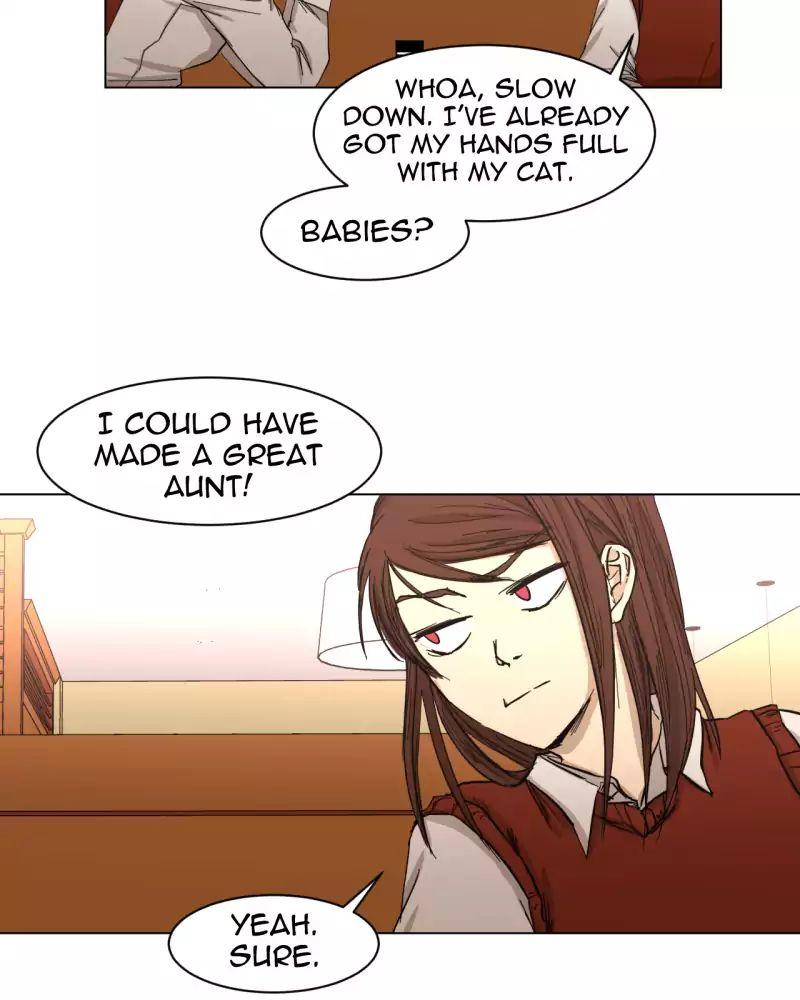 WHOA, SLOW
DOWN. I'VE ALREADY
GOT MY HANDS FULL
WITH MY CAT.
BABIES?
I COULD HAVE
MADE A GREAT
AUNT!
YEAH.
SURE.